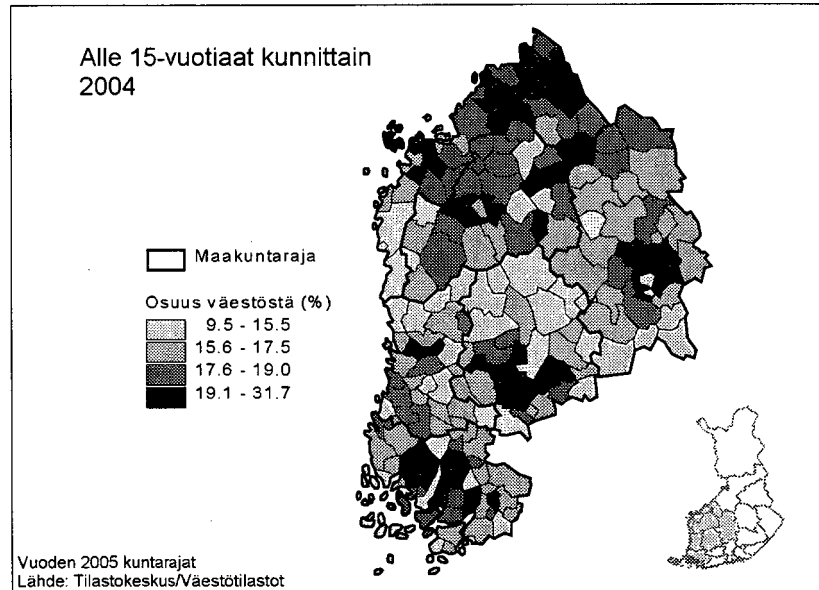 Alle 15-vuotiaat kunnittain
2004
Maakuntaraja
Osuus väestöstä (%)
9.5 - 15.5
15.6 - 17.5
17.6 - 19.0
19.1 - 31.7
Vuoden 2005 kuntarajat
Lähde: Tilastokeskus/Väestötilastot